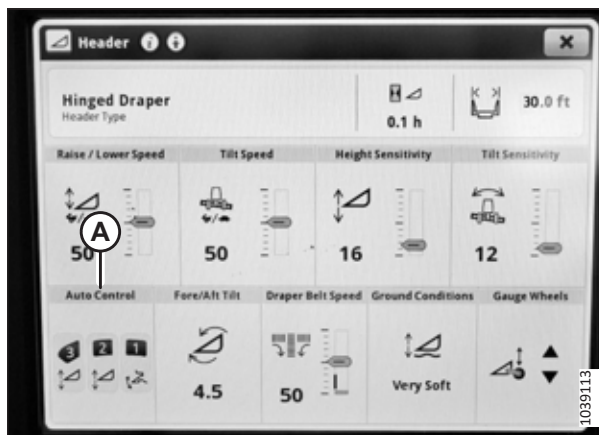 Header
Hinged Draper
Header Type
0.1 h
30.0 ft
Raise / Lower Speed
Tilt Speed
Height Sensitivity
Tilt Sensitivity
50
50
16
12
A
Auto Control
Fore/Aft Tilt
Draper Belt Speed
Ground Conditions
Gauge Wheels
3 2 1
4.5
50
Very Soft
1039113